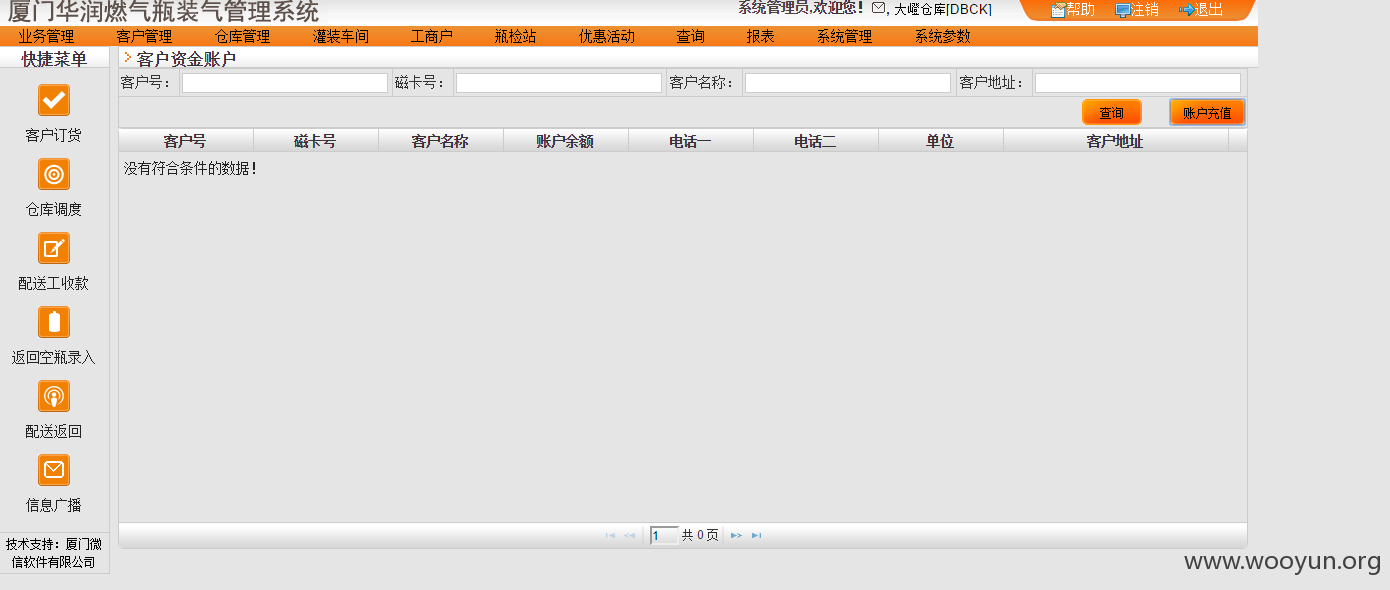 厦门华润燃气瓶装气管理系统
系统管理员,欢迎您! , 大嶝仓库[DBCK]
帮助 注销 退出
业务管理 客户管理 仓库管理 灌装车间 工商户 瓶检站 优惠活动 查询 报表 系统管理 系统参数
快捷菜单
客户订货
仓库调度
配送工收款
返回空瓶录入
配送返回
信息广播
技术支持：厦门微
信软件有限公司
客户资金账户
客户号： 磁卡号： 客户名称： 客户地址：
查询 账户充值
客户号 磁卡号 客户名称 账户余额 电话一 电话二 单位 客户地址
没有符合条件的数据！
1 共 0 页
www.wooyun.org